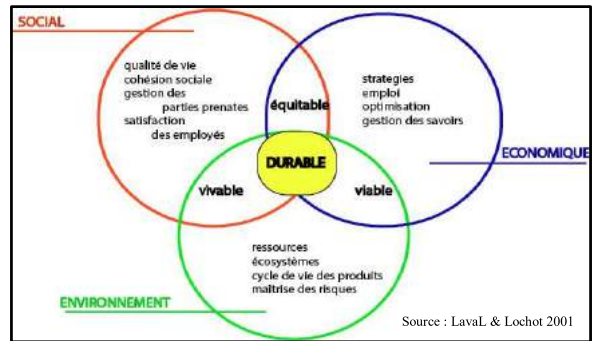 SOCIAL
qualité de vie
cohésion sociale
gestion des
parties prenates
satisfaction
des employés
équitable
strategies
emploi
optimisation
gestion des savoirs
ECONOMIQUE
DURABLE
vivable
viable
ressources
écosystèmes
cycle de vie des produits
maîtrise des risques
ENVIRONNEMENT
Source : LavaL & Lochot 2001